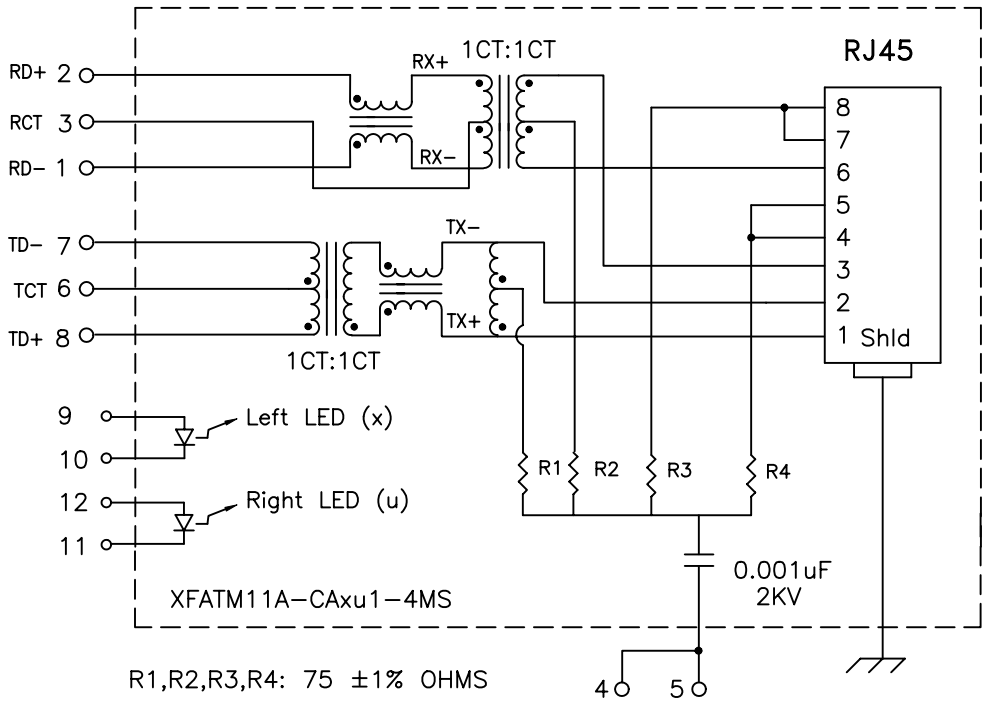 1CT:1CT
RJ45
RD+ 2
RX+
RCT 3
RD- 1
RX-
8
7
6
5
4
3
2
1 Shld
TX-
TD- 7
TCT 6
TX+
TD+ 8
1CT:1CT
9
Left LED (x)
10
R1
R2
R3
R4
12
Right LED (u)
11
0.001uF
2KV
XFATM11A-CAxu1-4MS
R1,R2,R3,R4: 75 ±1% OHMS
4
5